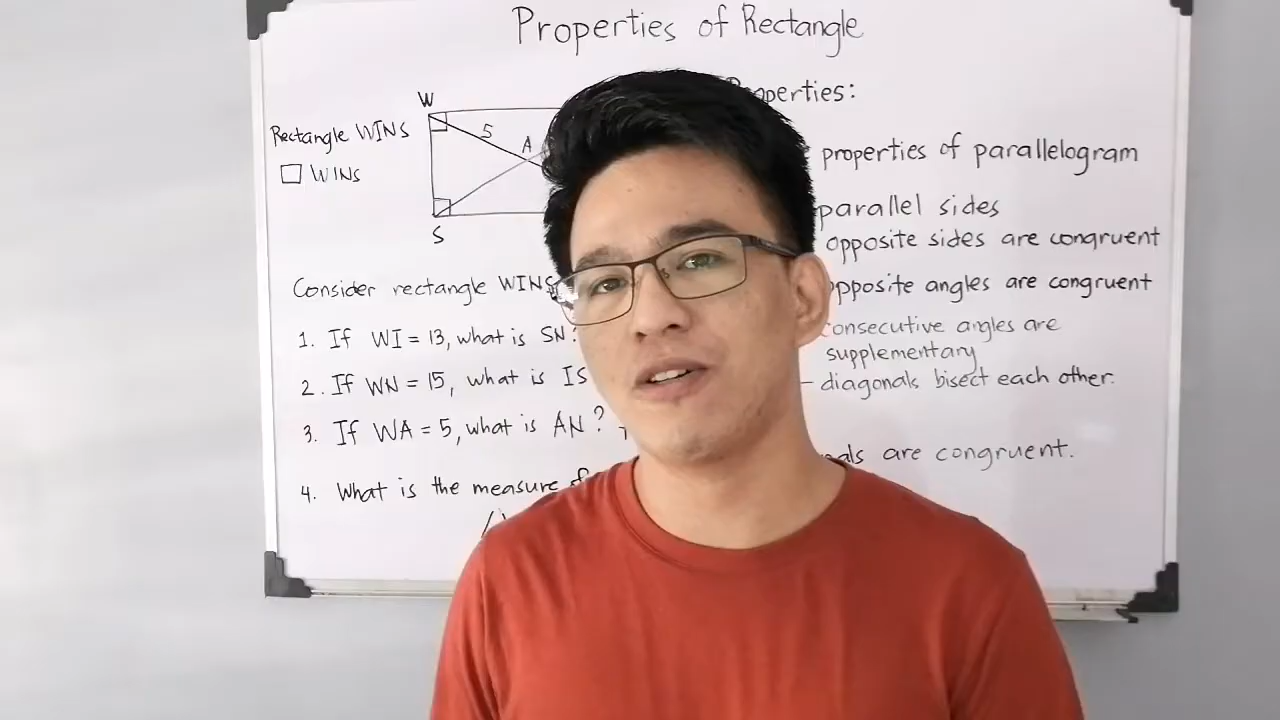 Properties of Rectangle
W
5
A
S
Rectangle WINS
▭ WINS
Consider rectangle WINS
1. If WI = 13, what is SN?
2. If WN = 15, what is IS
3. If WA = 5, what is AN?
4. What is the measure of
Properties:
properties of parallelogram
parallel sides
opposite sides are congruent
opposite angles are congruent
consecutive angles are
supplementary
- diagonals bisect each other.
are congruent.